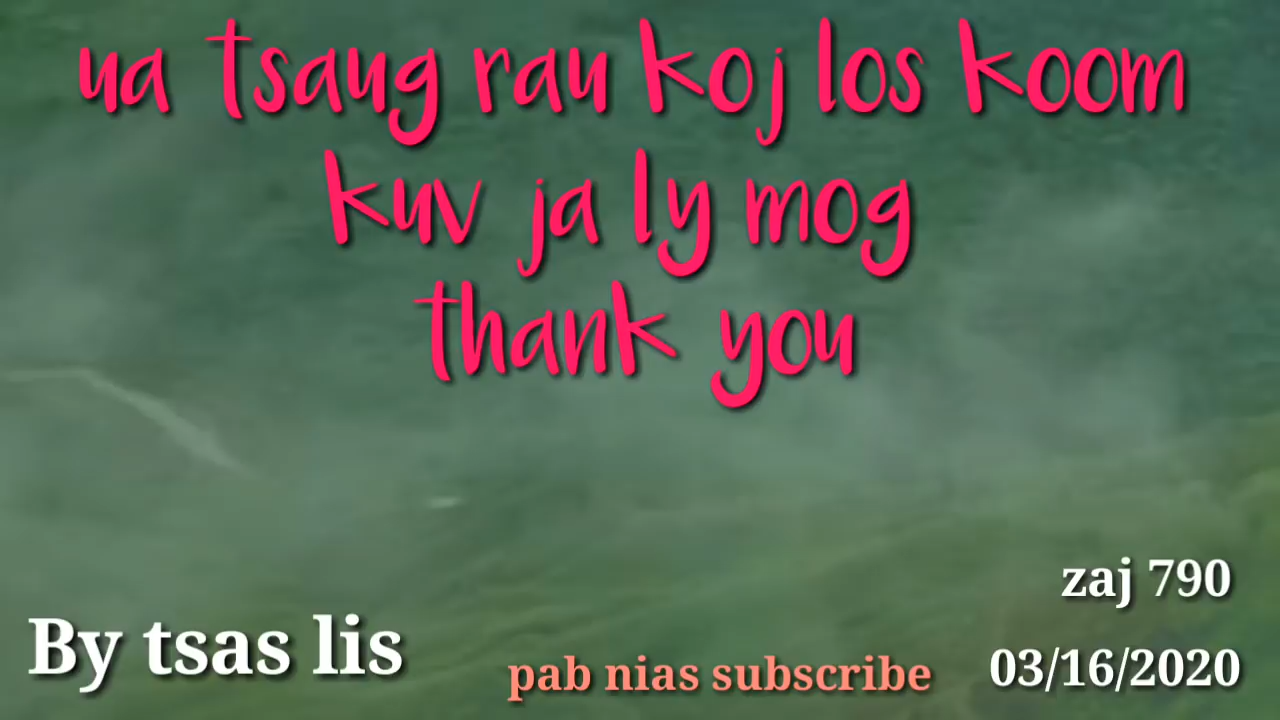 ua tsaug rau koj los koom
kuv ja ly mog
thank you
zaj 790
By tsas lis
pab nias subscribe
03/16/2020